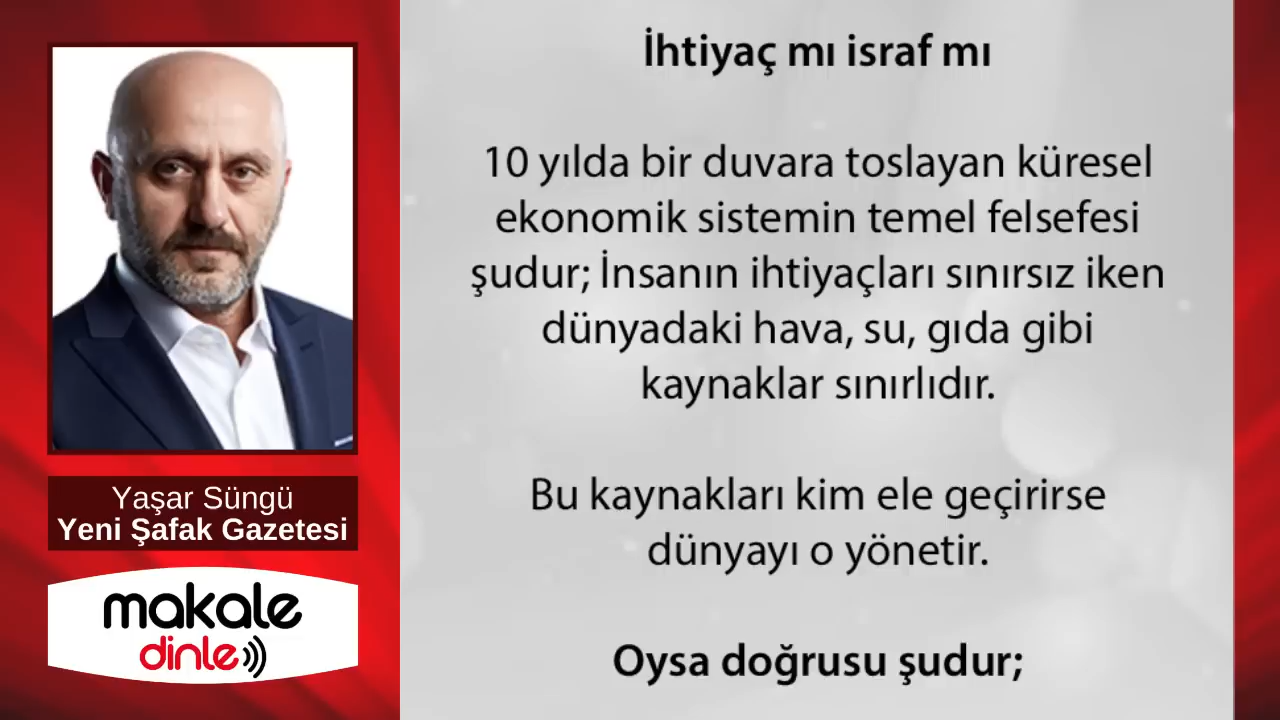 Yaşar Süngü
Yeni Şafak Gazetesi
makale
dinle
İhtiyaç mı israf mı
10 yılda bir duvara toslayan küresel
ekonomik sistemin temel felsefesi
şudur; İnsanın ihtiyaçları sınırsız iken
dünyadaki hava, su, gıda gibi
kaynaklar sınırlıdır.
Bu kaynakları kim ele geçirirse
dünyayı o yönetir.
Oysa doğrusu şudur;